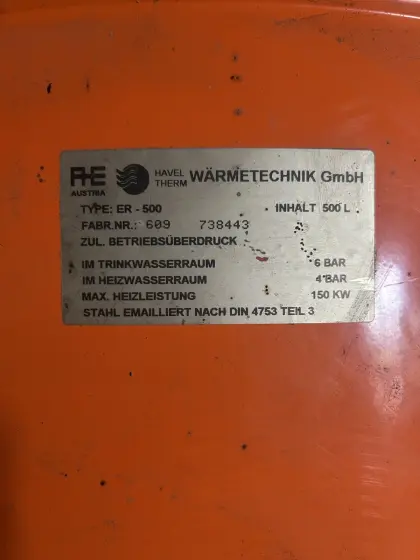 AHE HAVEL WÄRMETECHNIK GmbH
AUSTRIA THERM
TYPE: ER - 500 INHALT 500 L
FABR.NR.: 609 738443
ZUL. BETRIEBSÜBERDRUCK
IM TRINKWASSERRAUM 6 BAR
IM HEIZWASSERRAUM 4 BAR
MAX. HEIZLEISTUNG 150 KW
STAHL EMAILLIERT NACH DIN 4753 TEIL 3